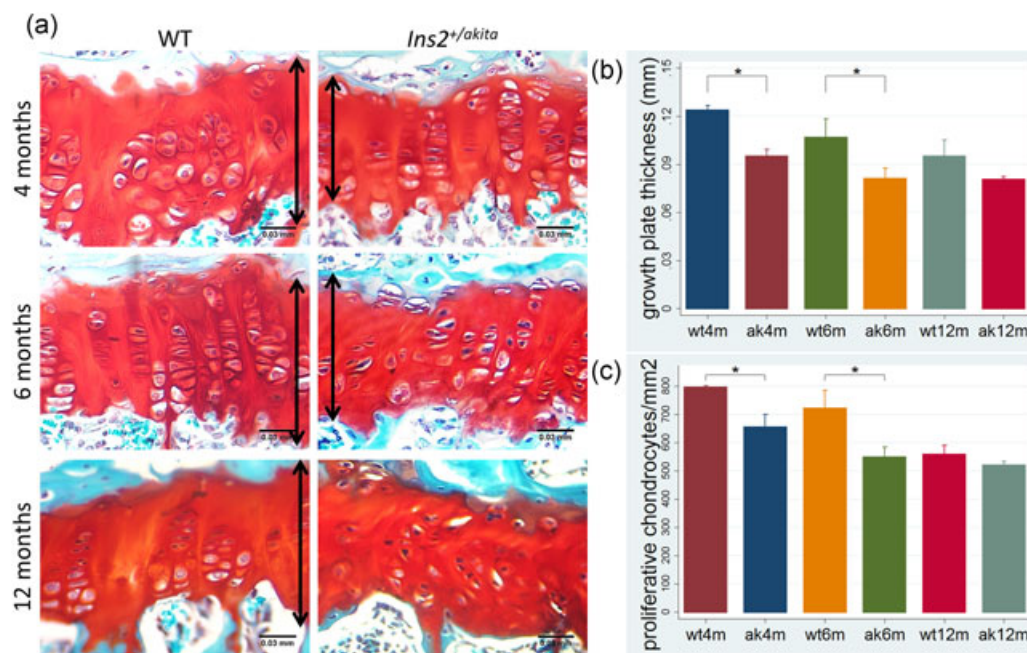 (a)
WT
Ins2+/akita
4 months
0.03 mm
0.03 mm
6 months
0.03 mm
0.03 mm
12 months
0.03 mm
(b)
growth plate thickness (mm)
.15
.12
.09
.06
.03
0
*
*
wt4m ak4m wt6m ak6m wt12m ak12m
(c)
proliferative chondrocytes/mm2
800
700
600
500
400
300
200
100
0
*
*
wt4m ak4m wt6m ak6m wt12m ak12m